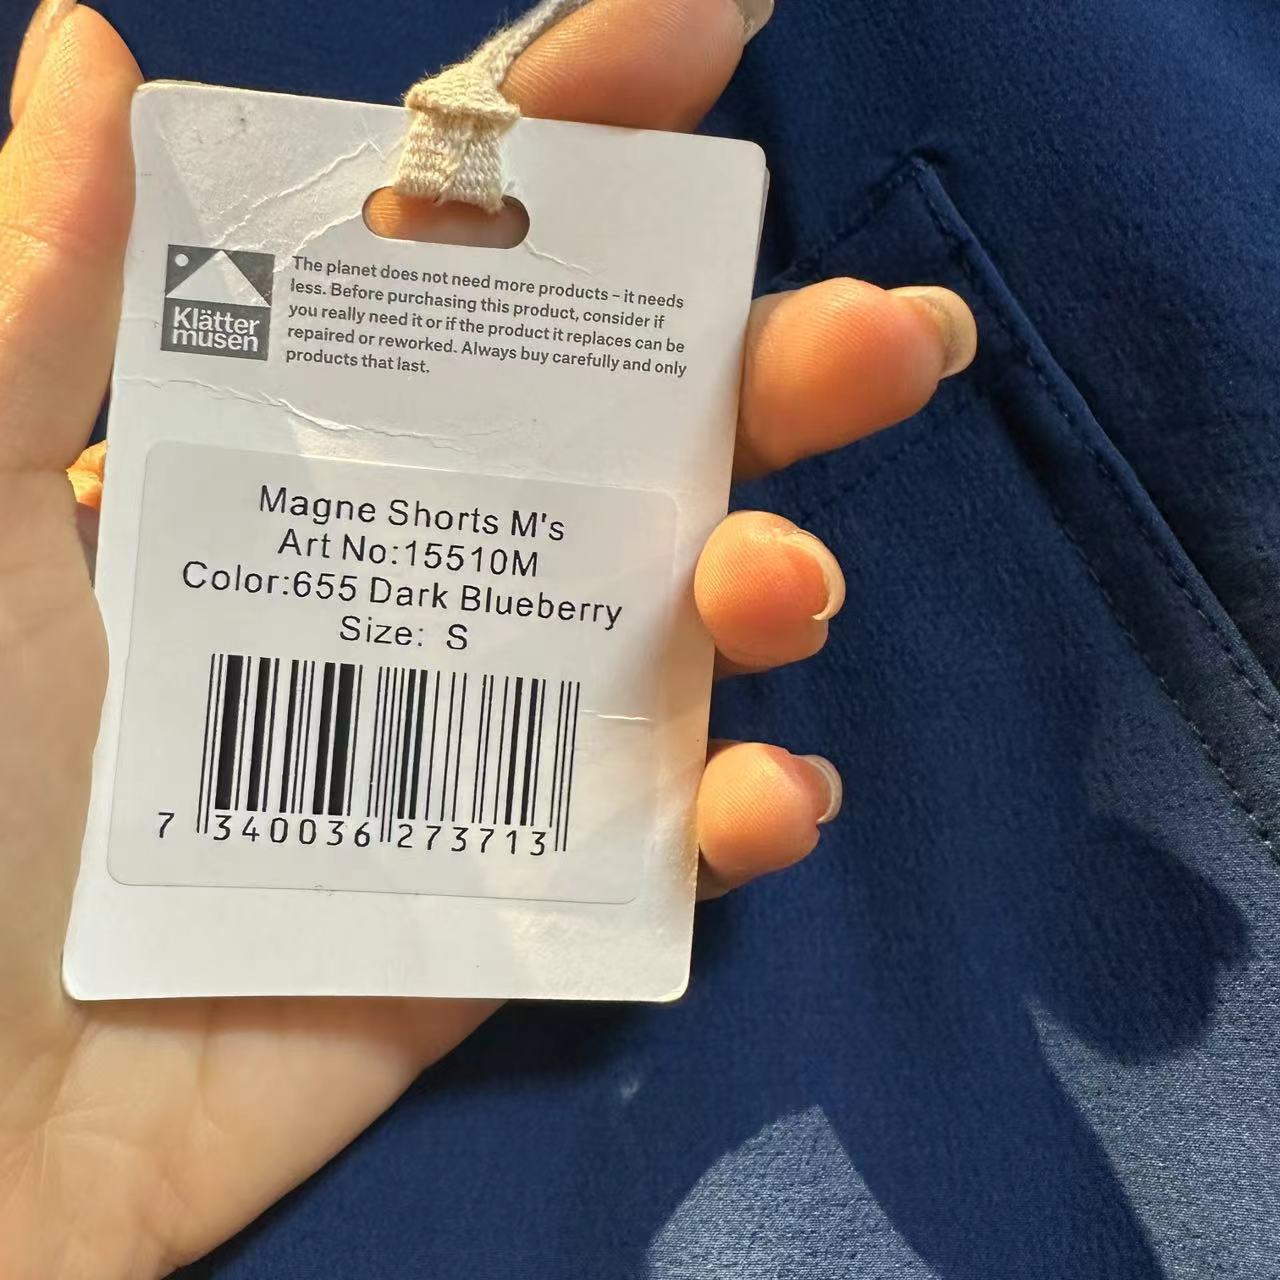 Klätter
musen
The planet does not need more products – it needs
less. Before purchasing this product, consider if
you really need it or if the product it replaces can be
repaired or reworked. Always buy carefully and only
products that last.
Magne Shorts M's
Art No:15510M
Color:655 Dark Blueberry
Size: S
7 340036 273713